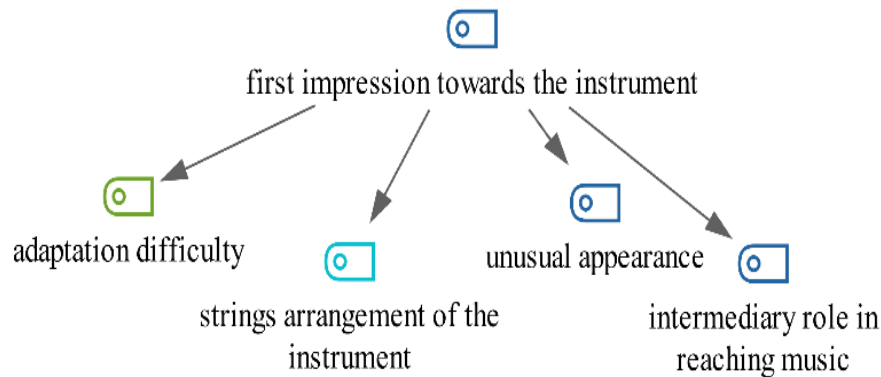 first impression towards the instrument
adaptation difficulty
unusual appearance
strings arrangement of the
instrument
intermediary role in
reaching music